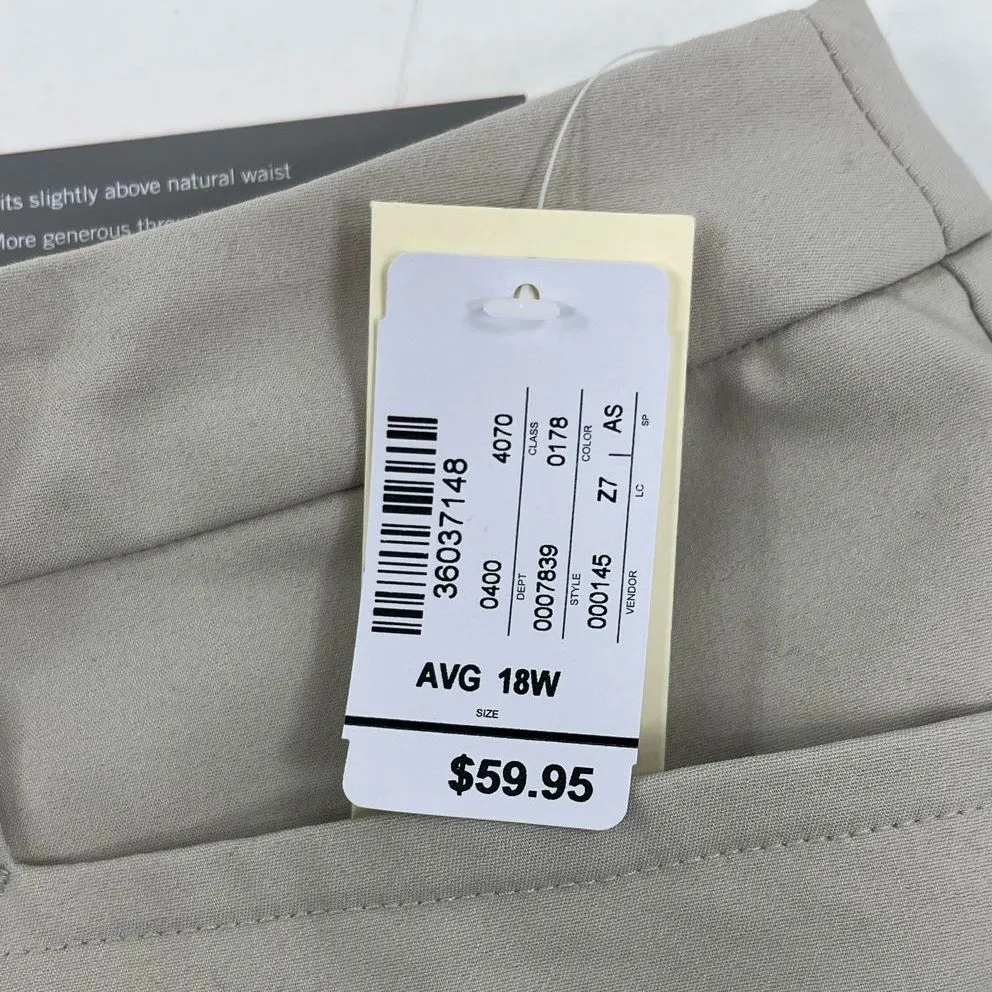 its slightly above natural waist
More generous
36037148
0400 4070
DEPT CLASS
0007839 0178
STYLE COLOR
000145 Z7 | AS
VENDOR LC SP
AVG 18W
SIZE
$59.95